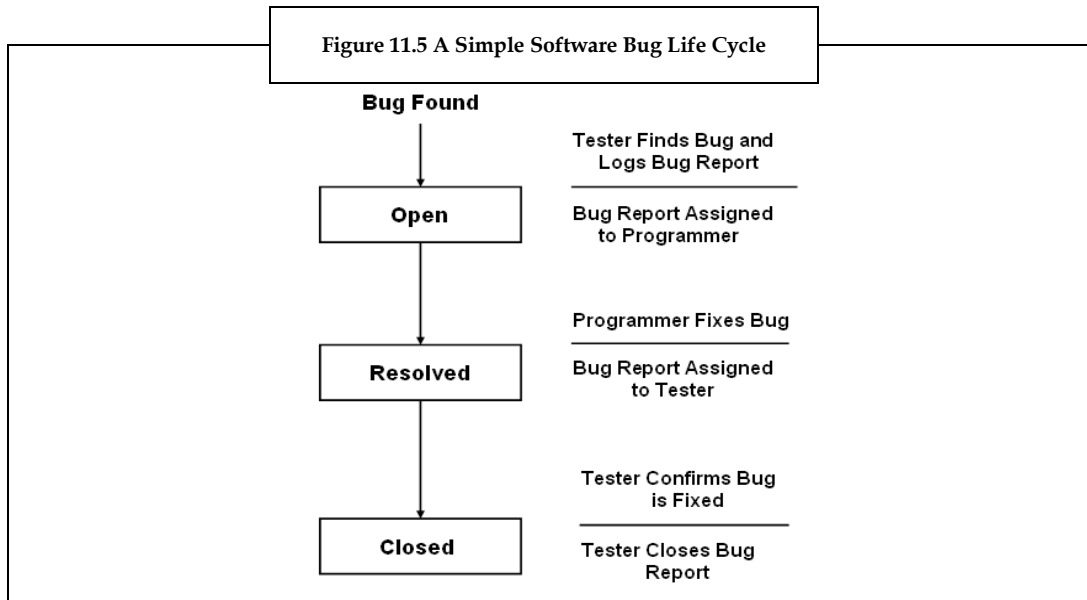 Figure 11.5 A Simple Software Bug Life Cycle
Bug Found
Tester Finds Bug and
Logs Bug Report
Open
Bug Report Assigned
to Programmer
Programmer Fixes Bug
Resolved
Bug Report Assigned
to Tester
Tester Confirms Bug
is Fixed
Closed
Tester Closes Bug
Report